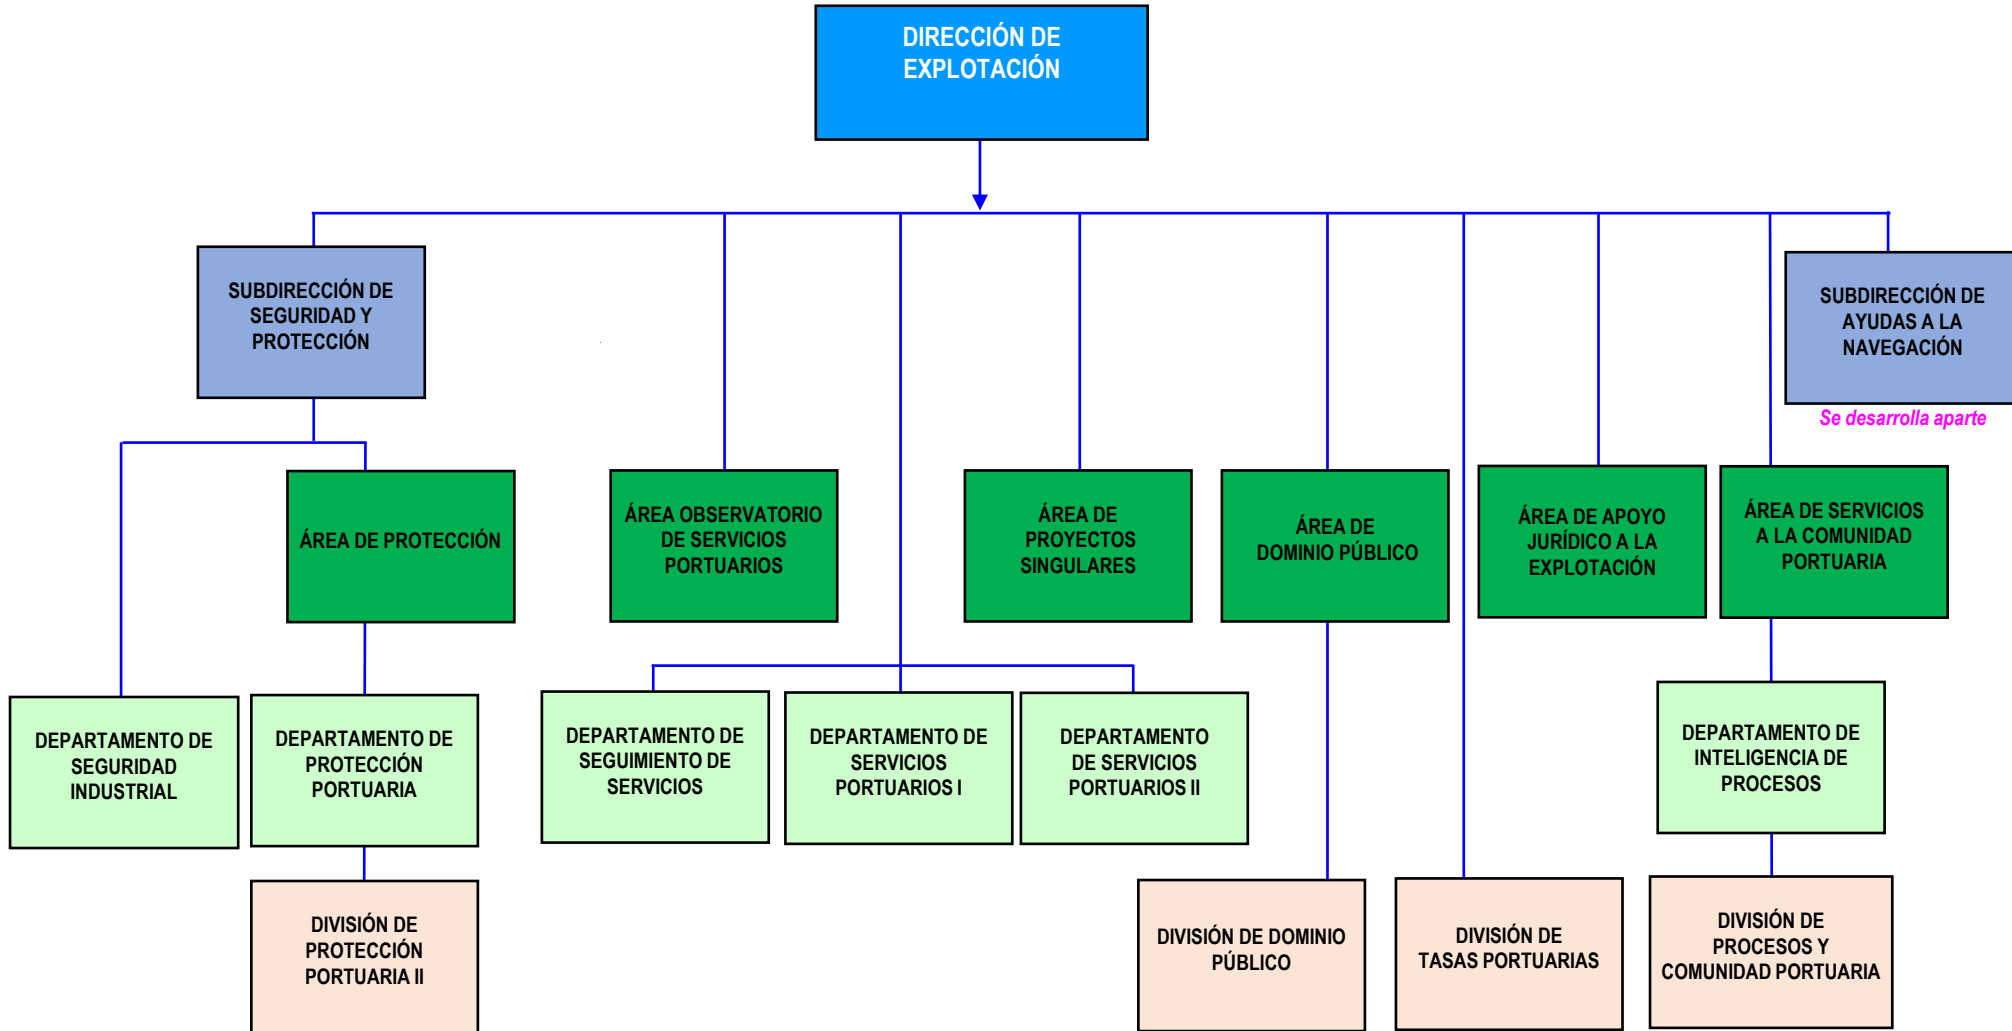 DIRECCIÓN DE
EXPLOTACIÓN
SUBDIRECCIÓN DE
SEGURIDAD Y
PROTECCIÓN
SUBDIRECCIÓN DE
AYUDAS A LA
NAVEGACIÓN
Se desarrolla aparte
ÁREA DE PROTECCIÓN
ÁREA OBSERVATORIO
DE SERVICIOS
PORTUARIOS
ÁREA DE
PROYECTOS
SINGULARES
ÁREA DE
DOMINIO PÚBLICO
ÁREA DE APOYO
JURÍDICO A LA
EXPLOTACIÓN
ÁREA DE SERVICIOS
A LA COMUNIDAD
PORTUARIA
DEPARTAMENTO DE
SEGURIDAD
INDUSTRIAL
DEPARTAMENTO DE
PROTECCIÓN
PORTUARIA
DEPARTAMENTO DE
SEGUIMIENTO DE
SERVICIOS
DEPARTAMENTO DE
SERVICIOS
PORTUARIOS I
DEPARTAMENTO
DE SERVICIOS
PORTUARIOS II
DEPARTAMENTO DE
INTELIGENCIA DE
PROCESOS
DIVISIÓN DE
PROTECCIÓN
PORTUARIA II
DIVISIÓN DE DOMINIO
PÚBLICO
DIVISIÓN DE
TASAS PORTUARIAS
DIVISIÓN DE
PROCESOS Y
COMUNIDAD PORTUARIA